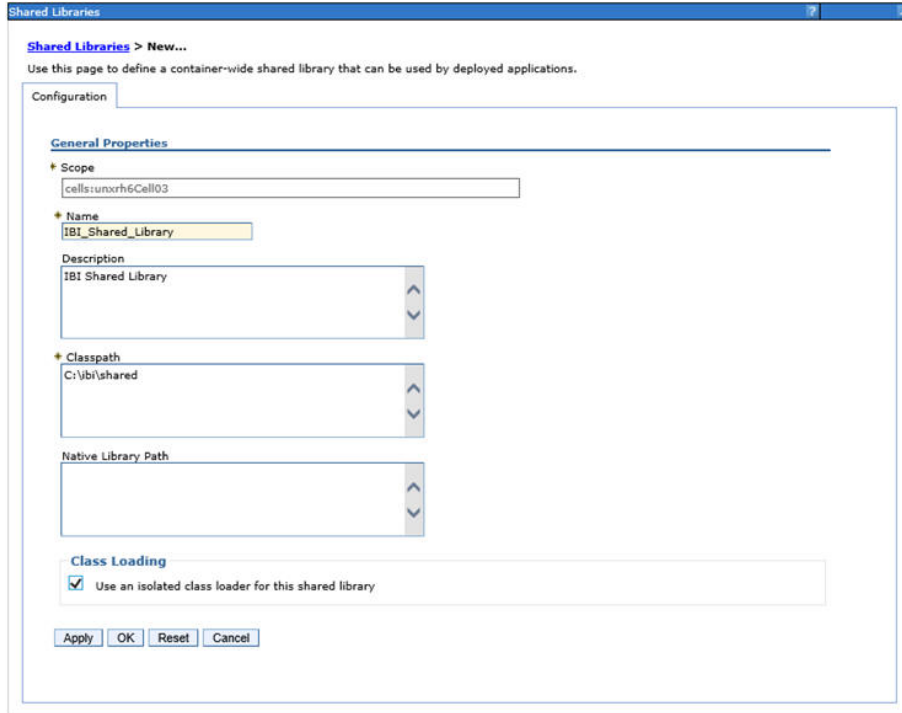 Shared Libraries ?
Shared Libraries > New...
Use this page to define a container-wide shared library that can be used by deployed applications.
Configuration
General Properties
Scope
cells:unxrh6Cell03
Name
IBI_Shared_Library
Description
IBI Shared Library
Classpath
C:\ibi\shared
Native Library Path
Class Loading
Use an isolated class loader for this shared library
Apply OK Reset Cancel